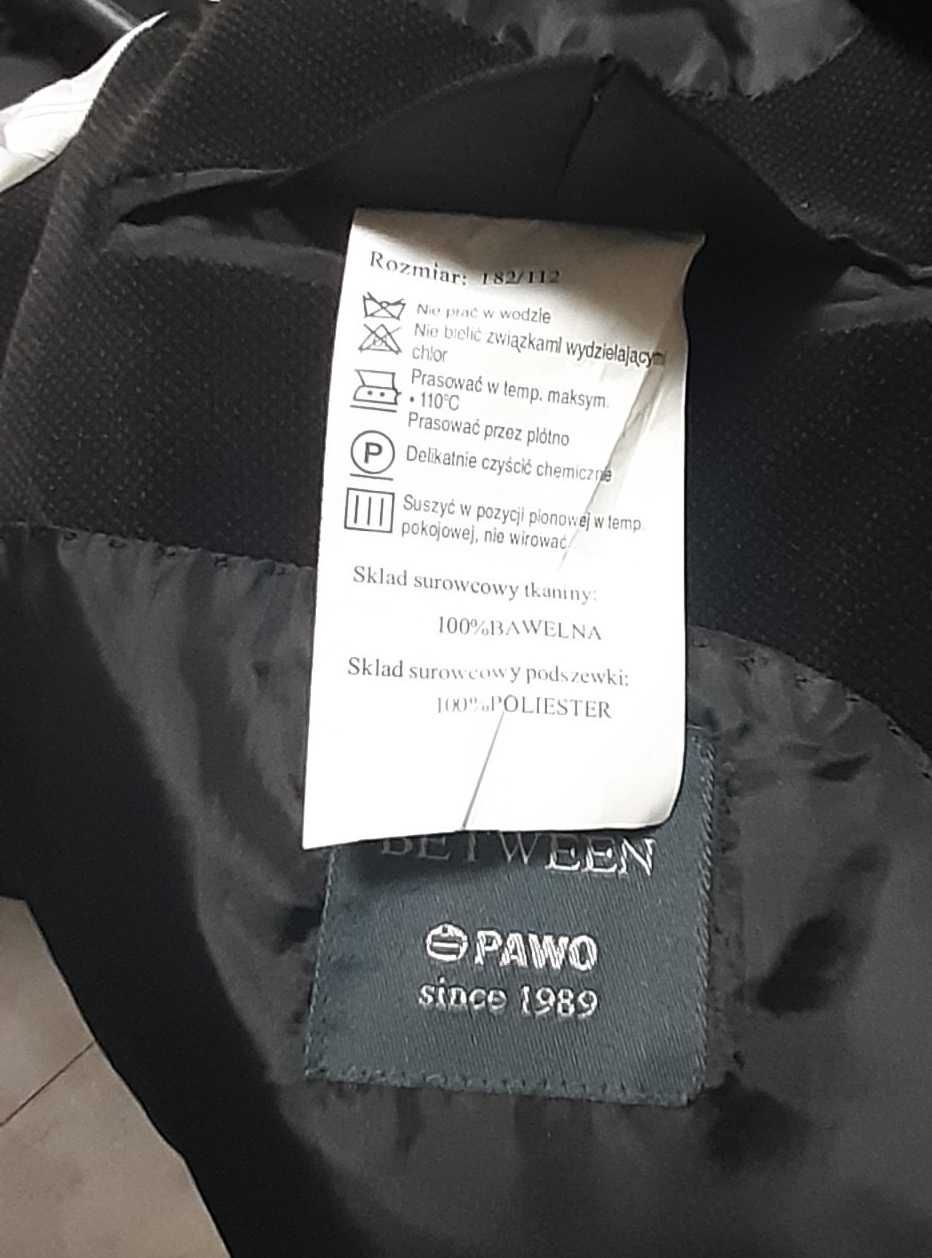 Rozmiar: 182/112
Nie prać w wodzie
Nie bielić związkami wydzielającymi
chlor
Prasować w temp. maksym.
• 110°C
Prasować przez płótno
P
Delikatnie czyścić chemicznie
Suszyć w pozycji pionowej w temp.
pokojowej, nie wirować
Skład surowcowy tkaniny:
100%BAWELNA
Skład surowcowy podszewki:
100%POLIESTER
BETWEEN
PAWO
since 1989